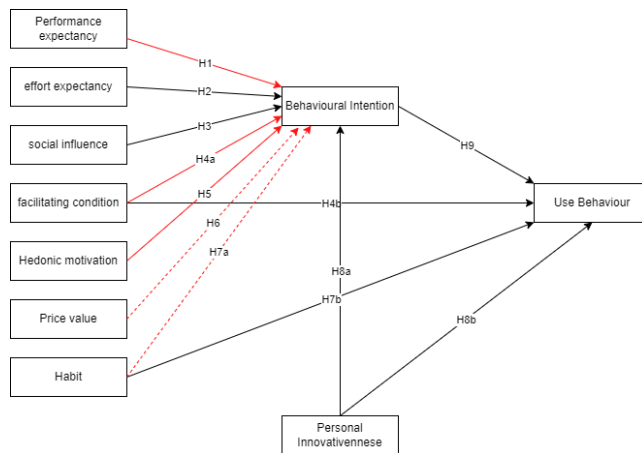 Performance
expectancy
H1
effort expectancy
H2
Behavioural Intention
social influence
H3
H9
H4a
facilitating condition
H5
H4b
Use Behaviour
H6
H7a
Hedonic motivation
H8a
H7b
Price value
H8b
Habit
Personal
Innovativennese